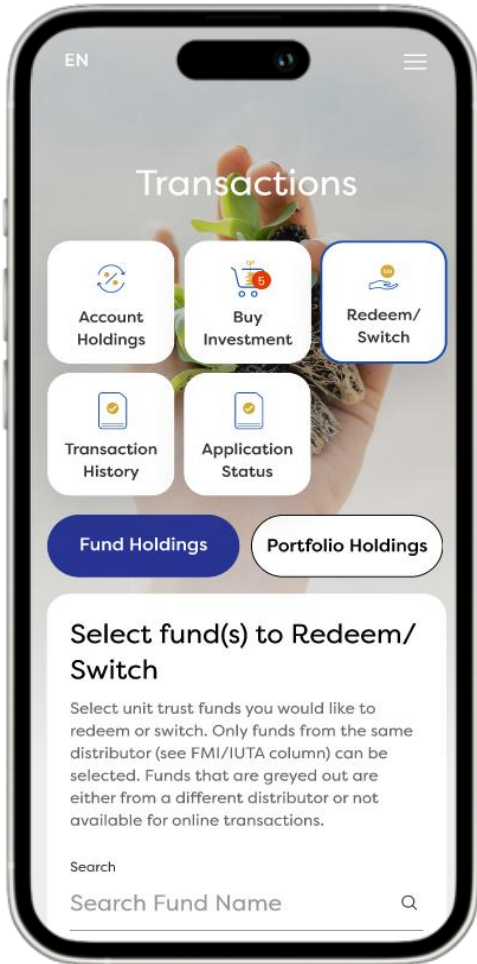 EN
Transactions
Account
Holdings
5
Buy
Investment
Redeem/
Switch
Transaction
History
Application
Status
Fund Holdings
Portfolio Holdings
Select fund(s) to Redeem/
Switch
Select unit trust funds you would like to
redeem or switch. Only funds from the same
distributor (see FMI/IUTA column) can be
selected. Funds that are greyed out are
either from a different distributor or not
available for online transactions.
Search
Search Fund Name